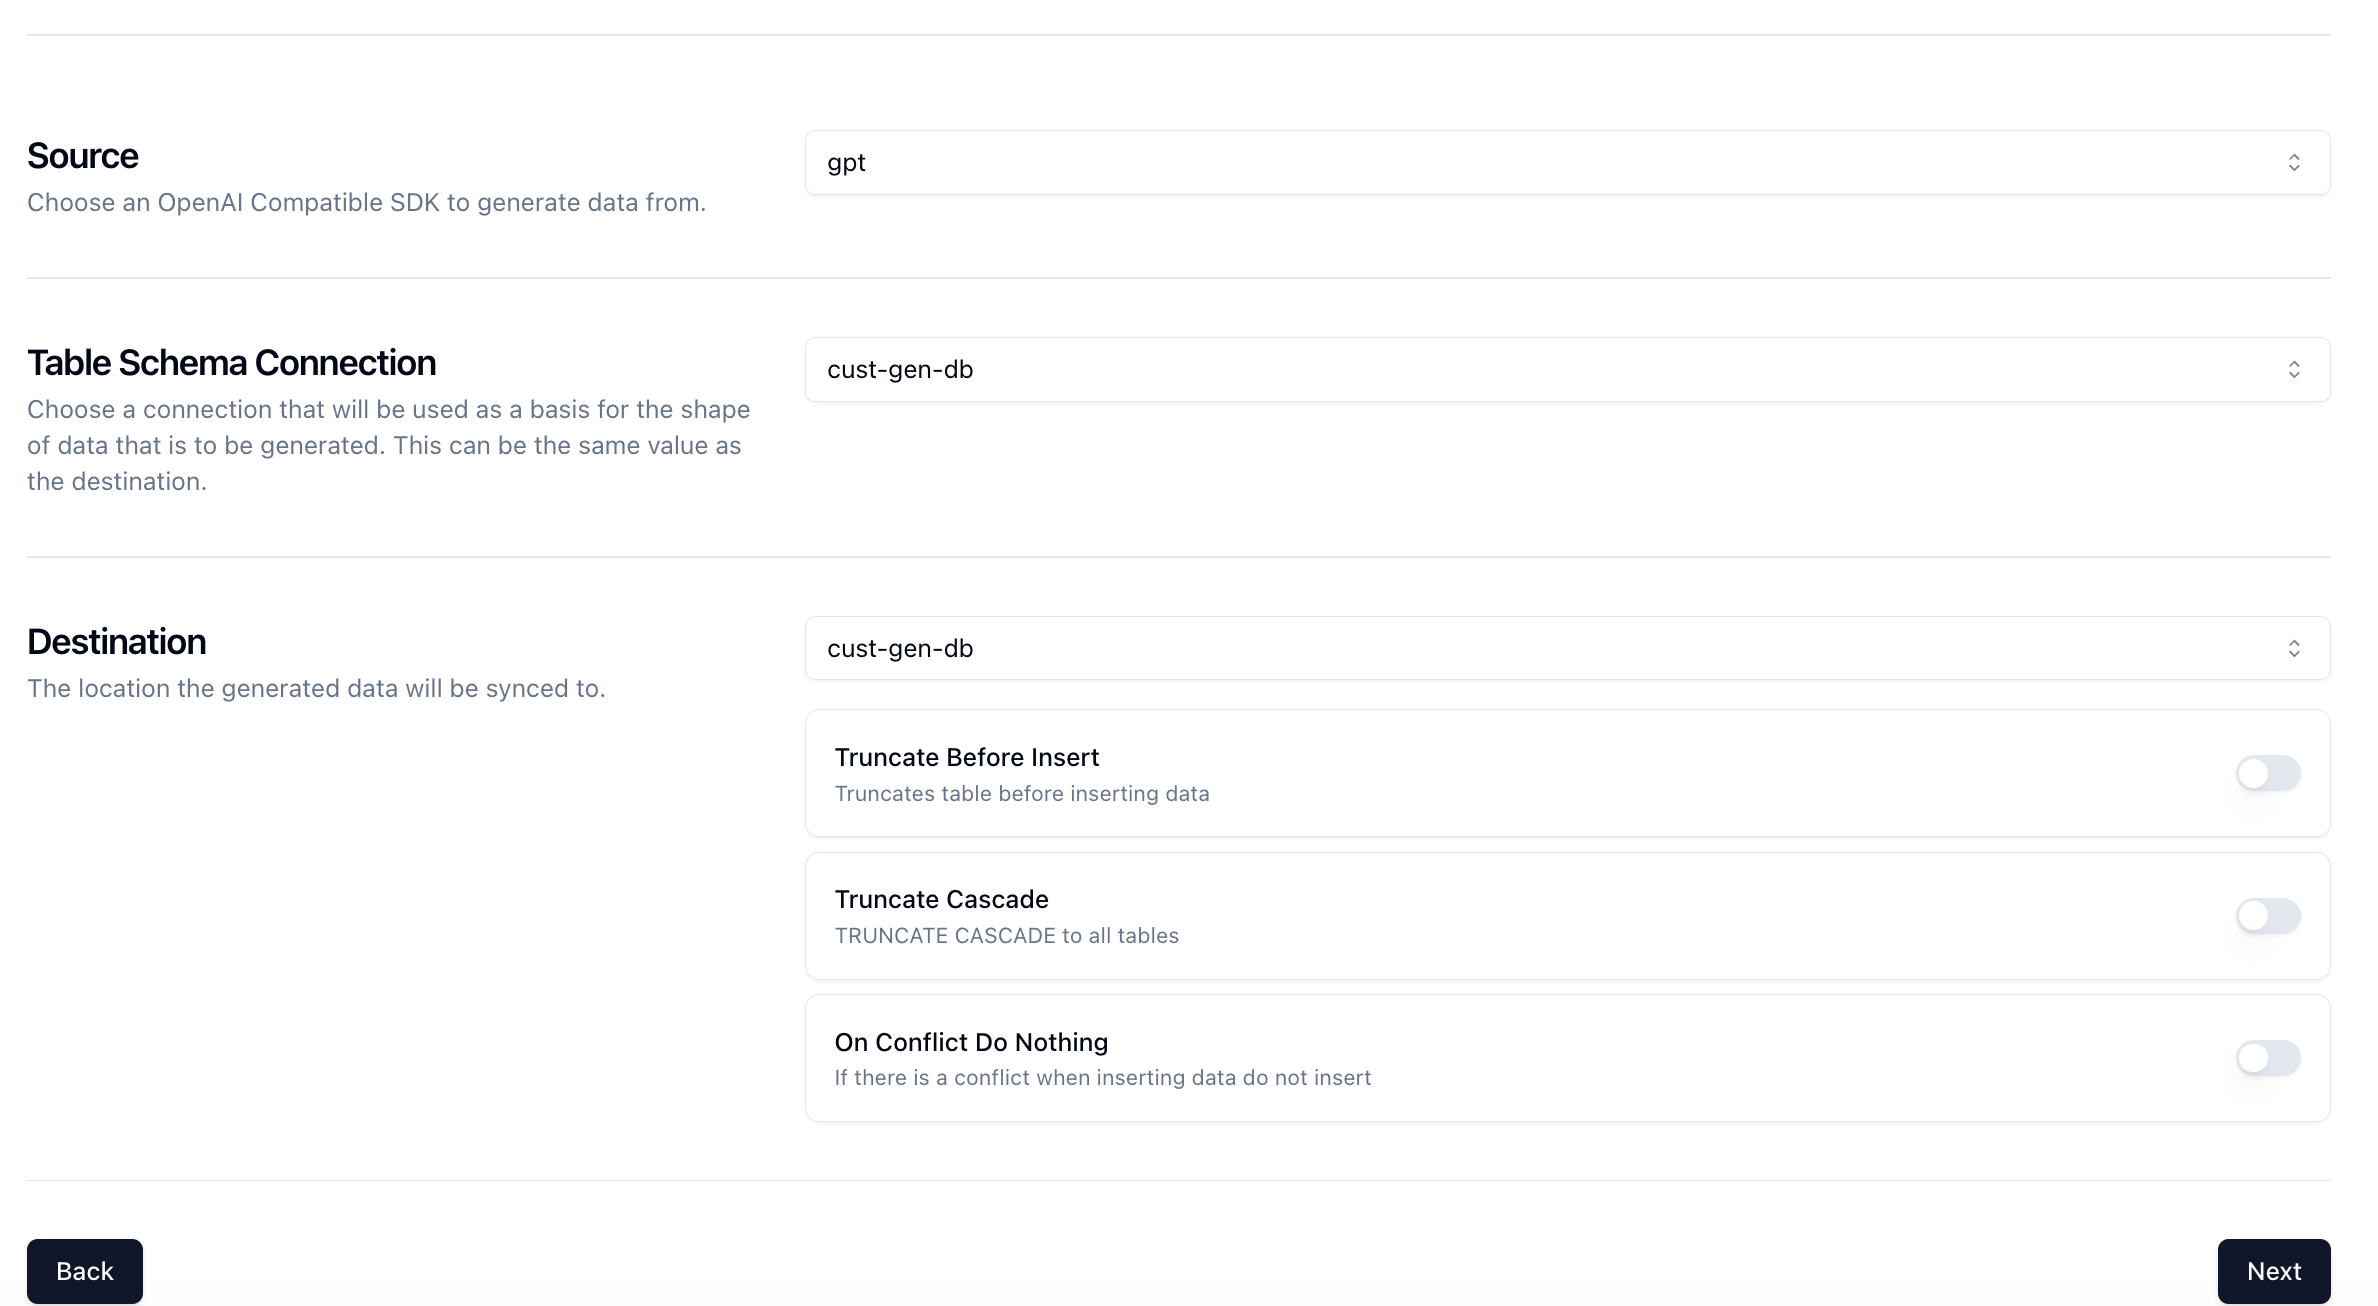 Source
Choose an OpenAI Compatible SDK to generate data from.
gpt
Table Schema Connection
Choose a connection that will be used as a basis for the shape
of data that is to be generated. This can be the same value as
the destination.
cust-gen-db
Destination
The location the generated data will be synced to.
cust-gen-db
Truncate Before Insert
Truncates table before inserting data
Truncate Cascade
TRUNCATE CASCADE to all tables
On Conflict Do Nothing
If there is a conflict when inserting data do not insert
Back
Next